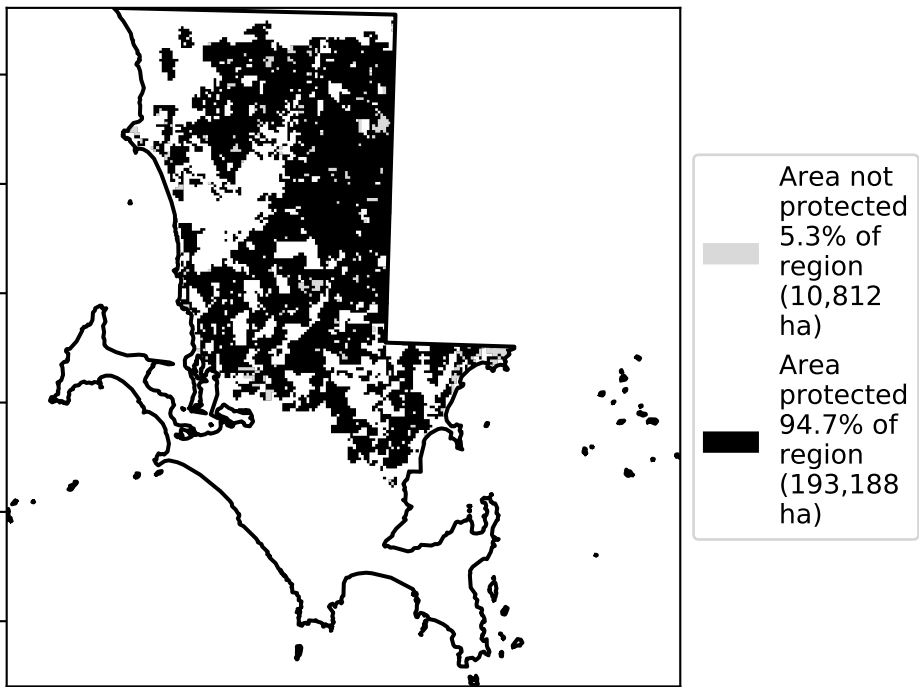 Area not
protected
5.3% of
region
(10,812
ha)
Area
protected
94.7% of
region
(193,188
ha)